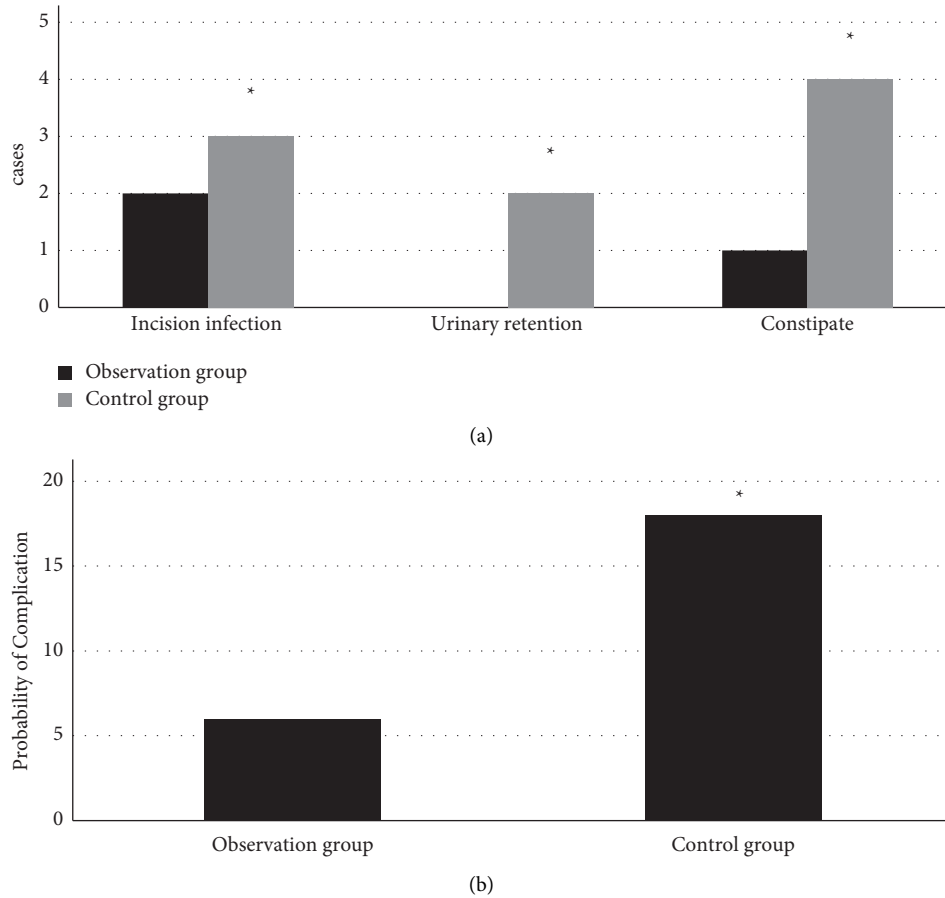 5
4
3
2
1
0
cases
*
*
*
Incision infection
Urinary retention
Constipate
Observation group
Control group
(a)
20
15
10
5
0
Probability of Complication
*
Observation group
Control group
(b)